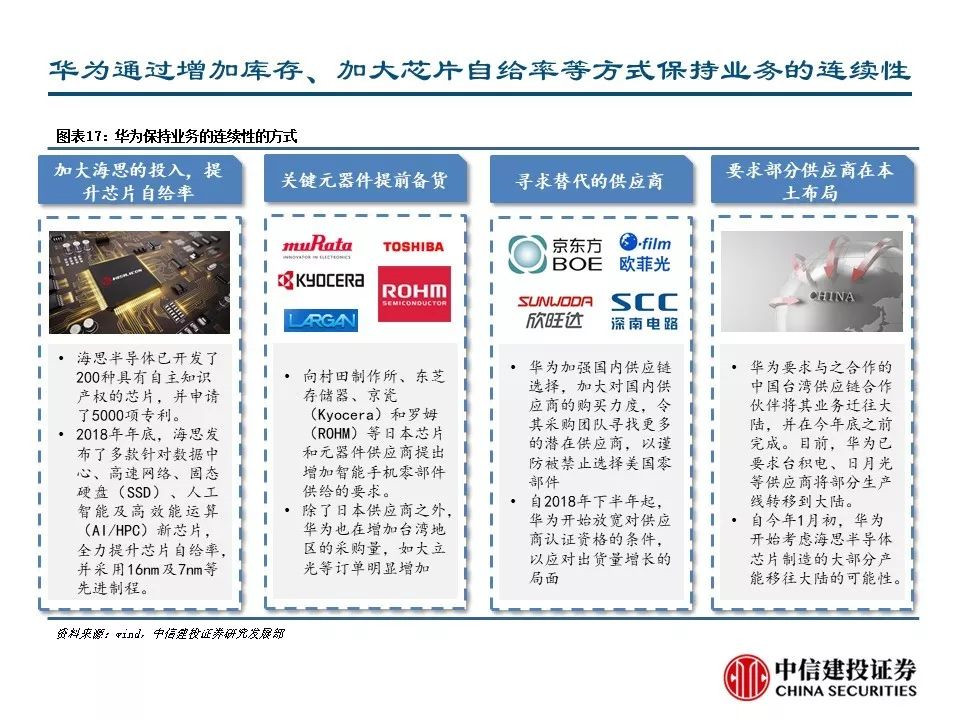 华为通过增加库存、加大芯片自给率等方式保持业务的连续性
图表17：华为保持业务的连续性的方式
加大海思的投入，提
升芯片自给率
HISILICON
• 海思半导体已开发了
200种具有自主知识
产权的芯片，并申请
了5000项专利。
• 2018年年底，海思发
布了多款针对数据中
心、高速网络、固态
硬盘（SSD）、人工
智能及高效能运算
（AI/HPC）新芯片，
全力提升芯片自给率，
并采用16nm及7nm等
先进制程。
关键元器件提前备货
muRata
INNOVATOR IN ELECTRONICS
TOSHIBA
KYOCERA
ROHM
SEMICONDUCTOR
LARGAN
• 向村田制作所、东芝
存储器、京瓷
（Kyocera）和罗姆
（ROHM）等日本芯片
和元器件供应商提出
增加智能手机零部件
供给的要求。
• 除了日本供应商之外，
华为也在增加台湾地
区的采购量，如大立
光等订单明显增加
寻求替代的供应商
京东方
BOE
O·film
欧菲光
SUNWODA
欣旺达
SCC
深南电路
• 华为加强国内供应链
选择，加大对国内供
应商的购买力度，令
其采购团队寻找更多
的潜在供应商，以谨
防被禁止选择美国零
部件
• 自2018年下半年起，
华为开始放宽对供应
商认证资格的条件，
以应对出货量增长的
局面
要求部分供应商在本
土布局
CHINA
• 华为要求与之合作的
中国台湾供应链合作
伙伴将其业务迁往大
陆，并在今年底之前
完成。目前，华为已
要求台积电、日月光
等供应商将部分生产
线转移到大陆。
• 自今年1月初，华为
开始考虑海思半导体
芯片制造的大部分产
能移往大陆的可能性。
资料来源：wind，中信建投证券研究发展部
中信建投证券
CHINA SECURITIES